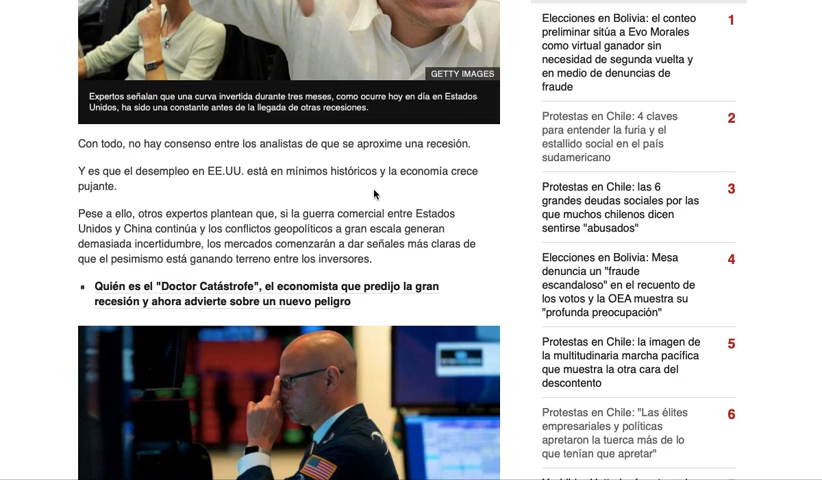 GETTY IMAGES
Expertos señalan que una curva invertida durante tres meses, como ocurre hoy en día en Estados
Unidos, ha sido una constante antes de la llegada de otras recesiones.
Con todo, no hay consenso entre los analistas de que se aproxime una recesión.
Y es que el desempleo en EE.UU. está en mínimos históricos y la economía crece
pujante.
Pese a ello, otros expertos plantean que, si la guerra comercial entre Estados
Unidos y China continúa y los conflictos geopolíticos a gran escala generan
demasiada incertidumbre, los mercados comenzarán a dar señales más claras de
que el pesimismo está ganando terreno entre los inversores.
Quién es el "Doctor Catástrofe", el economista que predijo la gran
recesión y ahora advierte sobre un nuevo peligro
Elecciones en Bolivia: el conteo
preliminar sitúa a Evo Morales
como virtual ganador sin
necesidad de segunda vuelta y
en medio de denuncias de
fraude
1
Protestas en Chile: 4 claves
para entender la furia y el
estallido social en el país
sudamericano
2
Protestas en Chile: las 6
grandes deudas sociales por las
que muchos chilenos dicen
sentirse "abusados"
3
Elecciones en Bolivia: Mesa
denuncia un "fraude
escandaloso" en el recuento de
los votos y la OEA muestra su
"profunda preocupación"
4
Protestas en Chile: la imagen de
la multitudinaria marcha pacífica
que muestra la otra cara del
descontento
5
Protestas en Chile: "Las élites
empresariales y políticas
apretaron la tuerca más de lo
que tenían que apretar"
6